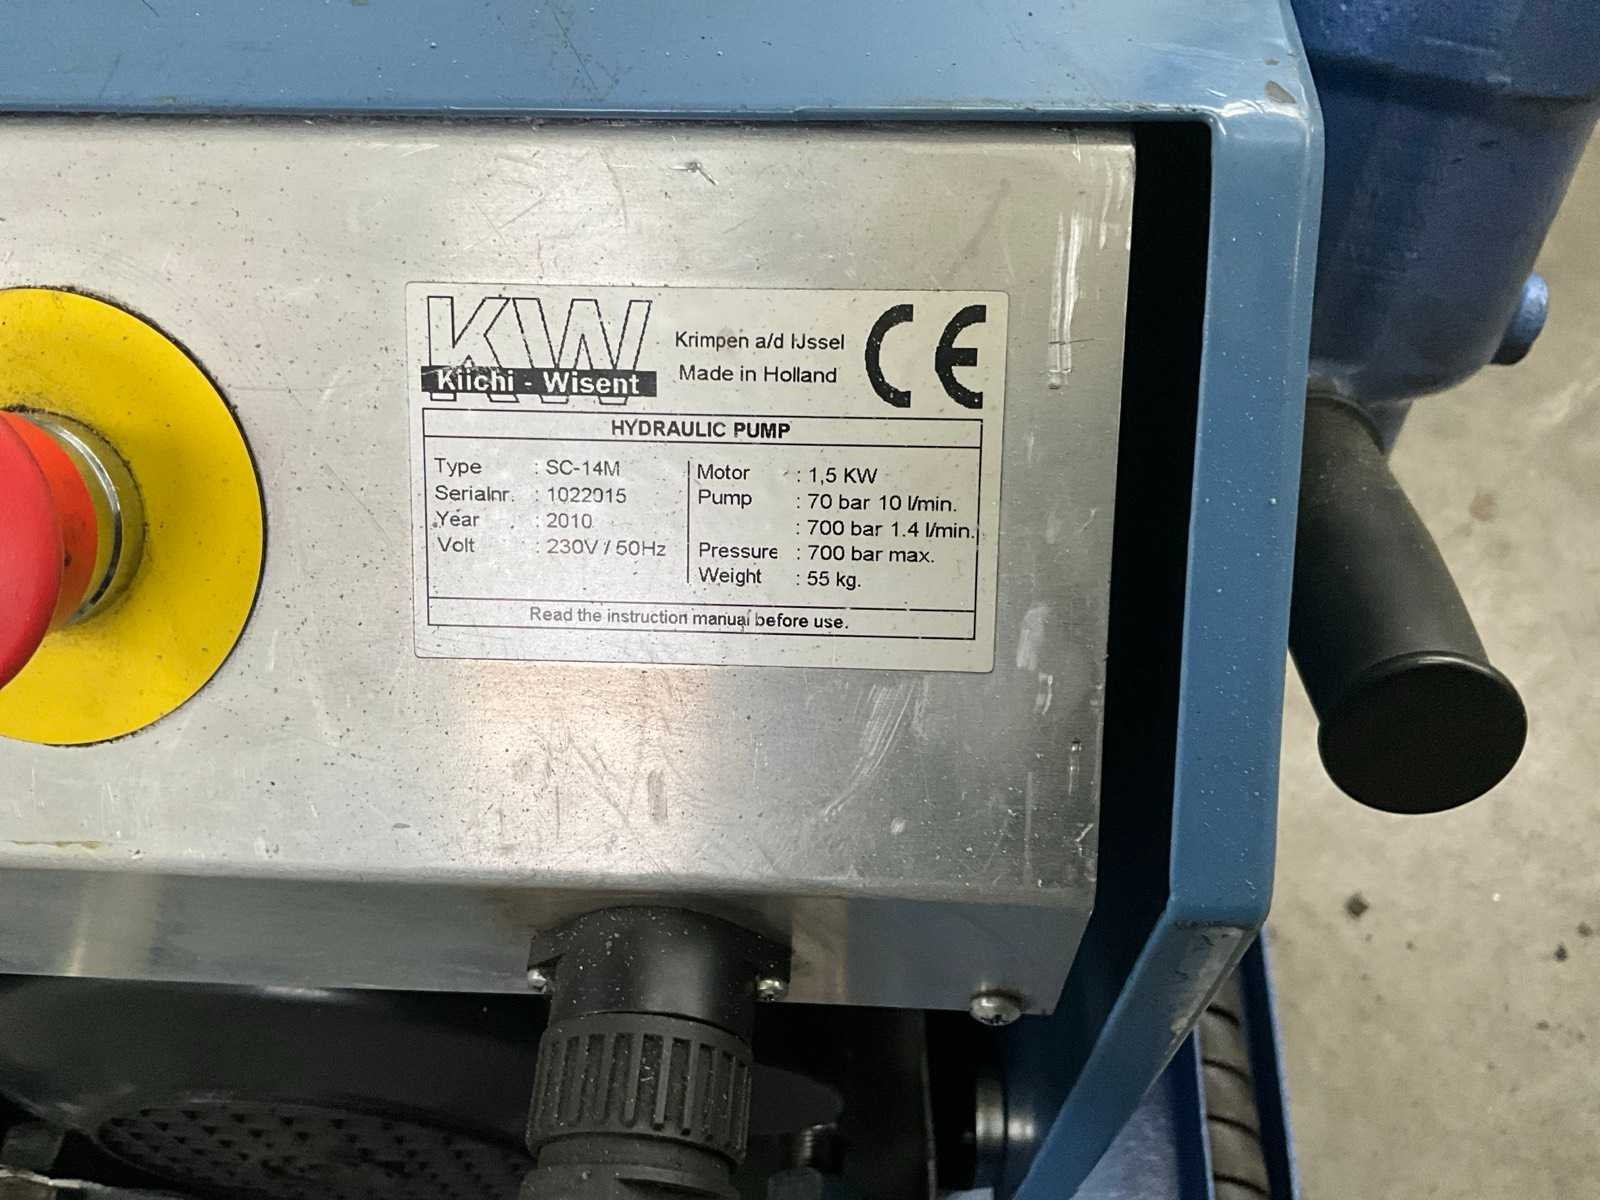 KW
Kiichi - Wisent
Krimpen a/d IJssel
Made in Holland
CE
HYDRAULIC PUMP
Type : SC-14M
Serialnr. : 1022015
Year : 2010
Volt : 230V / 50Hz
Motor : 1,5 KW
Pump : 70 bar 10 l/min.
: 700 bar 1.4 l/min.
Pressure : 700 bar max.
Weight : 55 kg.
Read the instruction manual before use.